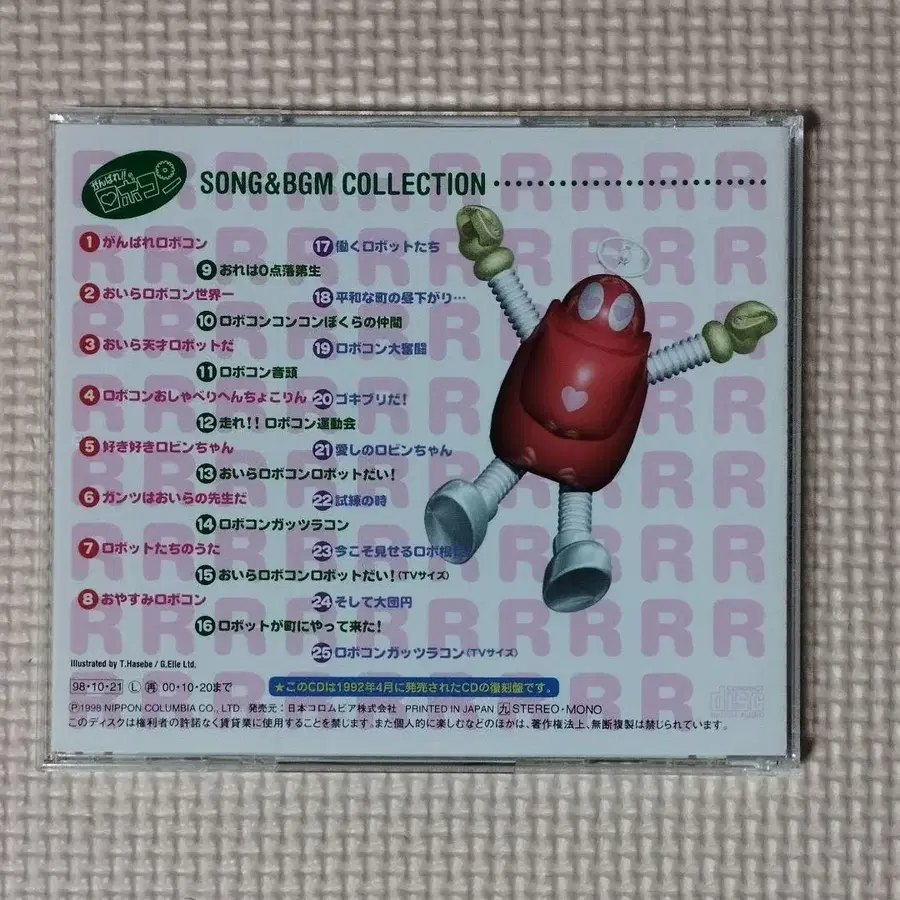 がんばれ!!
ロボコン
SONG&BGM COLLECTION
1 がんばれロボコン
2 おいらロボコン世界一
3 おいら天才ロボットだ
4 ロボコンおしゃべりへんちょこりん
5 好き好きロビンちゃん
6 ガンツはおいらの先生だ
7 ロボットたちのうた
8 おやすみロボコン
9 おれは0点落第生
10 ロボコンコンコンぼくらの仲間
11 ロボコン音頭
12 走れ!! ロボコン運動会
13 おいらロボコンロボットだい!
14 ロボコンガッツラコン
15 おいらロボコンロボットだい!(TVサイズ)
16 ロボットが町にやって来た!
17 働くロボットたち
18 平和な町の昼下がり…
19 ロボコン大奮闘
20 ゴキブリだ!
21 愛しのロビンちゃん
22 試練の時
23 今こそ見せるロボ根性
24 そして大団円
25 ロボコンガッツラコン(TVサイズ)
Illustrated by T.Hasebe / G.Elle Ltd.
98・10・21 Ⓛ 再 00・10・20まで
★このCDは1992年4月に発売されたCDの復刻盤です。
Ⓟ1998 NIPPON COLUMBIA CO., LTD. 発売元:日本コロムビア株式会社 PRINTED IN JAPAN 九 STEREO・MONO
このディスクは権利者の許諾なく賃貸業に使用することを禁じます。また個人的に楽しむなどのほかは、著作権法上、無断複製は禁じられています。
disc